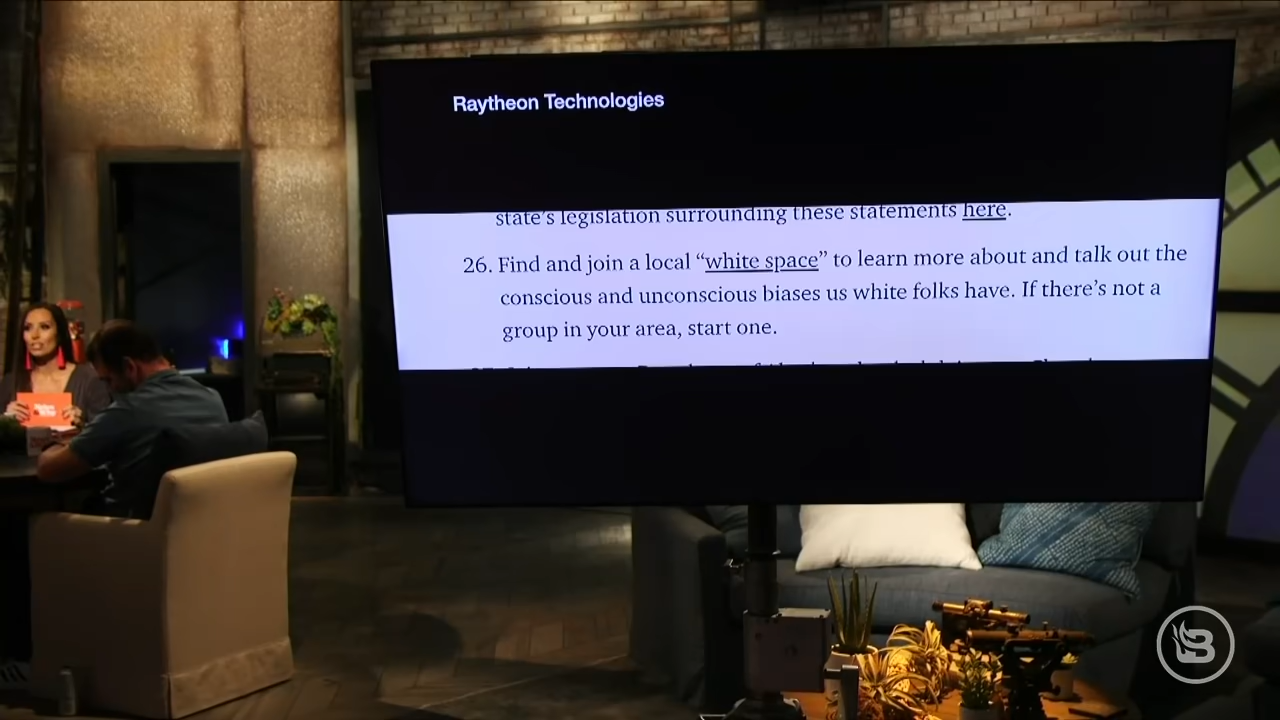 Raytheon Technologies
state's legislation surrounding these statements here.
26. Find and join a local “white space” to learn more about and talk out the
conscious and unconscious biases us white folks have. If there's not a
group in your area, start one.
B